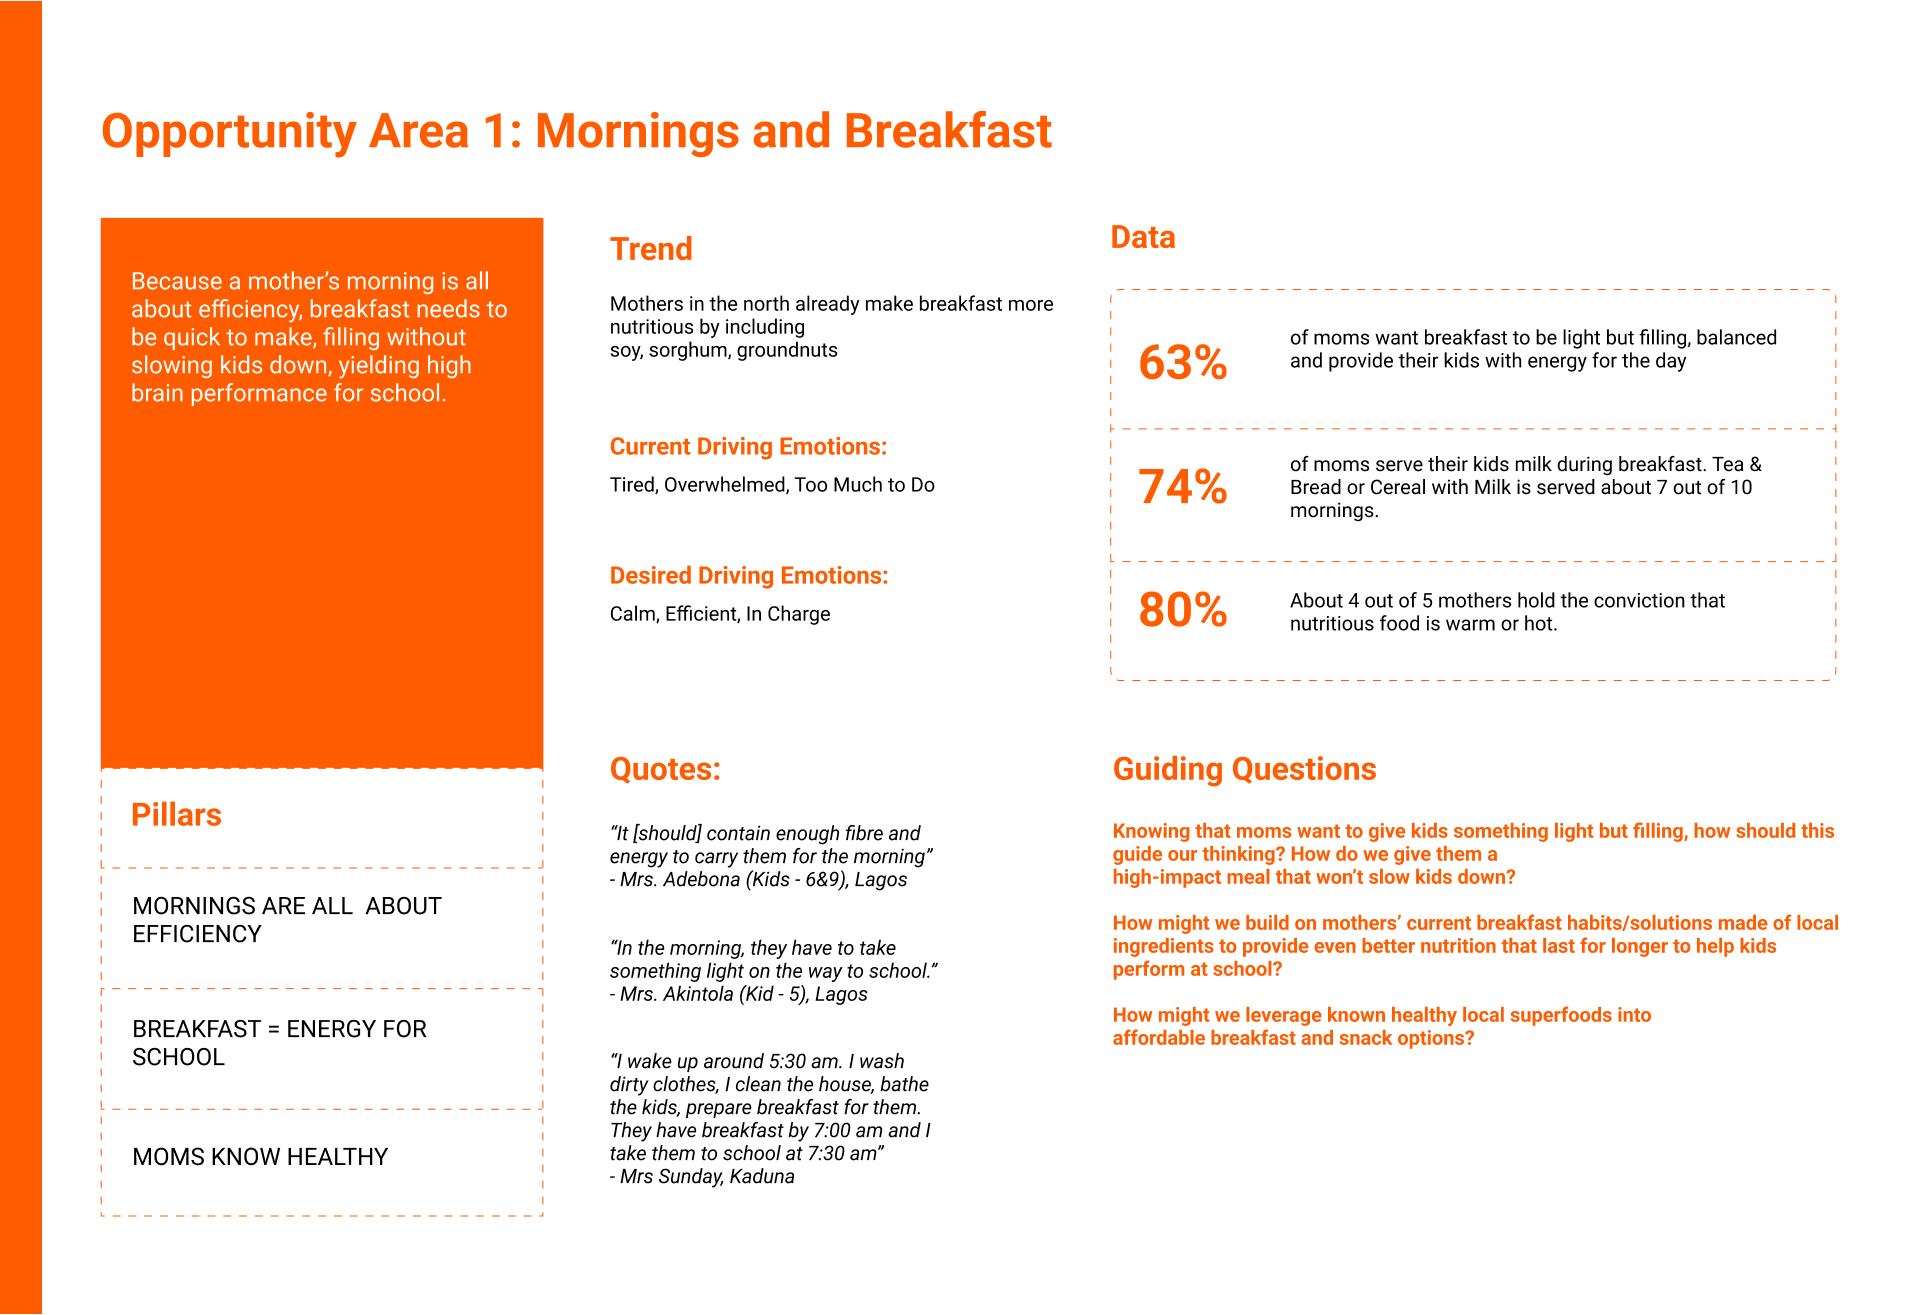 Opportunity Area 1: Mornings and Breakfast
Because a mother’s morning is all
about efficiency, breakfast needs to
be quick to make, filling without
slowing kids down, yielding high
brain performance for school.
Pillars
MORNINGS ARE ALL  ABOUT
EFFICIENCY
BREAKFAST = ENERGY FOR
SCHOOL
MOMS KNOW HEALTHY
Trend
Mothers in the north already make breakfast more
nutritious by including
soy, sorghum, groundnuts
Current Driving Emotions:
Tired, Overwhelmed, Too Much to Do
Desired Driving Emotions:
Calm, Efficient, In Charge
Quotes:
“It [should] contain enough fibre and
energy to carry them for the morning”
- Mrs. Adebona (Kids - 6&9), Lagos
“In the morning, they have to take
something light on the way to school.”
- Mrs. Akintola (Kid - 5), Lagos
“I wake up around 5:30 am. I wash
dirty clothes, I clean the house, bathe
the kids, prepare breakfast for them.
They have breakfast by 7:00 am and I
take them to school at 7:30 am”
- Mrs Sunday, Kaduna
Data
63%
of moms want breakfast to be light but filling, balanced
and provide their kids with energy for the day
74%
of moms serve their kids milk during breakfast. Tea &
Bread or Cereal with Milk is served about 7 out of 10
mornings.
80%
About 4 out of 5 mothers hold the conviction that
nutritious food is warm or hot.
Guiding Questions
Knowing that moms want to give kids something light but filling, how should this
guide our thinking? How do we give them a
high-impact meal that won’t slow kids down?
How might we build on mothers’ current breakfast habits/solutions made of local
ingredients to provide even better nutrition that last for longer to help kids
perform at school?
How might we leverage known healthy local superfoods into
affordable breakfast and snack options?